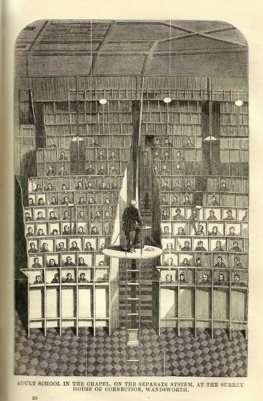 ADULT SCHOOL IN THE CHAPEL, ON THE SEPARATE SYSTEM, AT THE SURREY
HOUSE OF CORRECTION, WANDSWORTH.